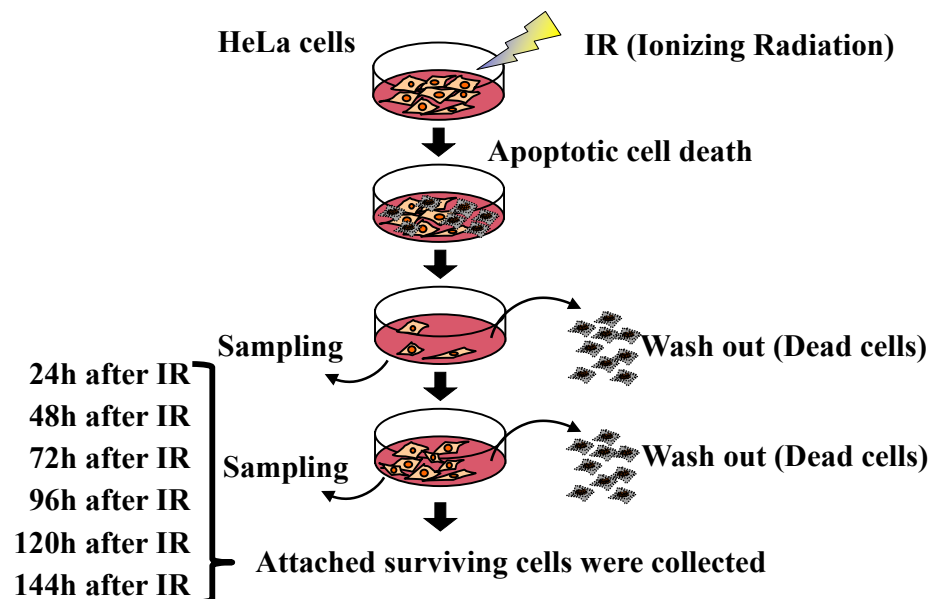 HeLa cells
IR (Ionizing Radiation)
Apoptotic cell death
Sampling
Wash out (Dead cells)
24h after IR
48h after IR
72h after IR
Sampling
Wash out (Dead cells)
96h after IR
120h after IR
144h after IR
Attached surviving cells were collected